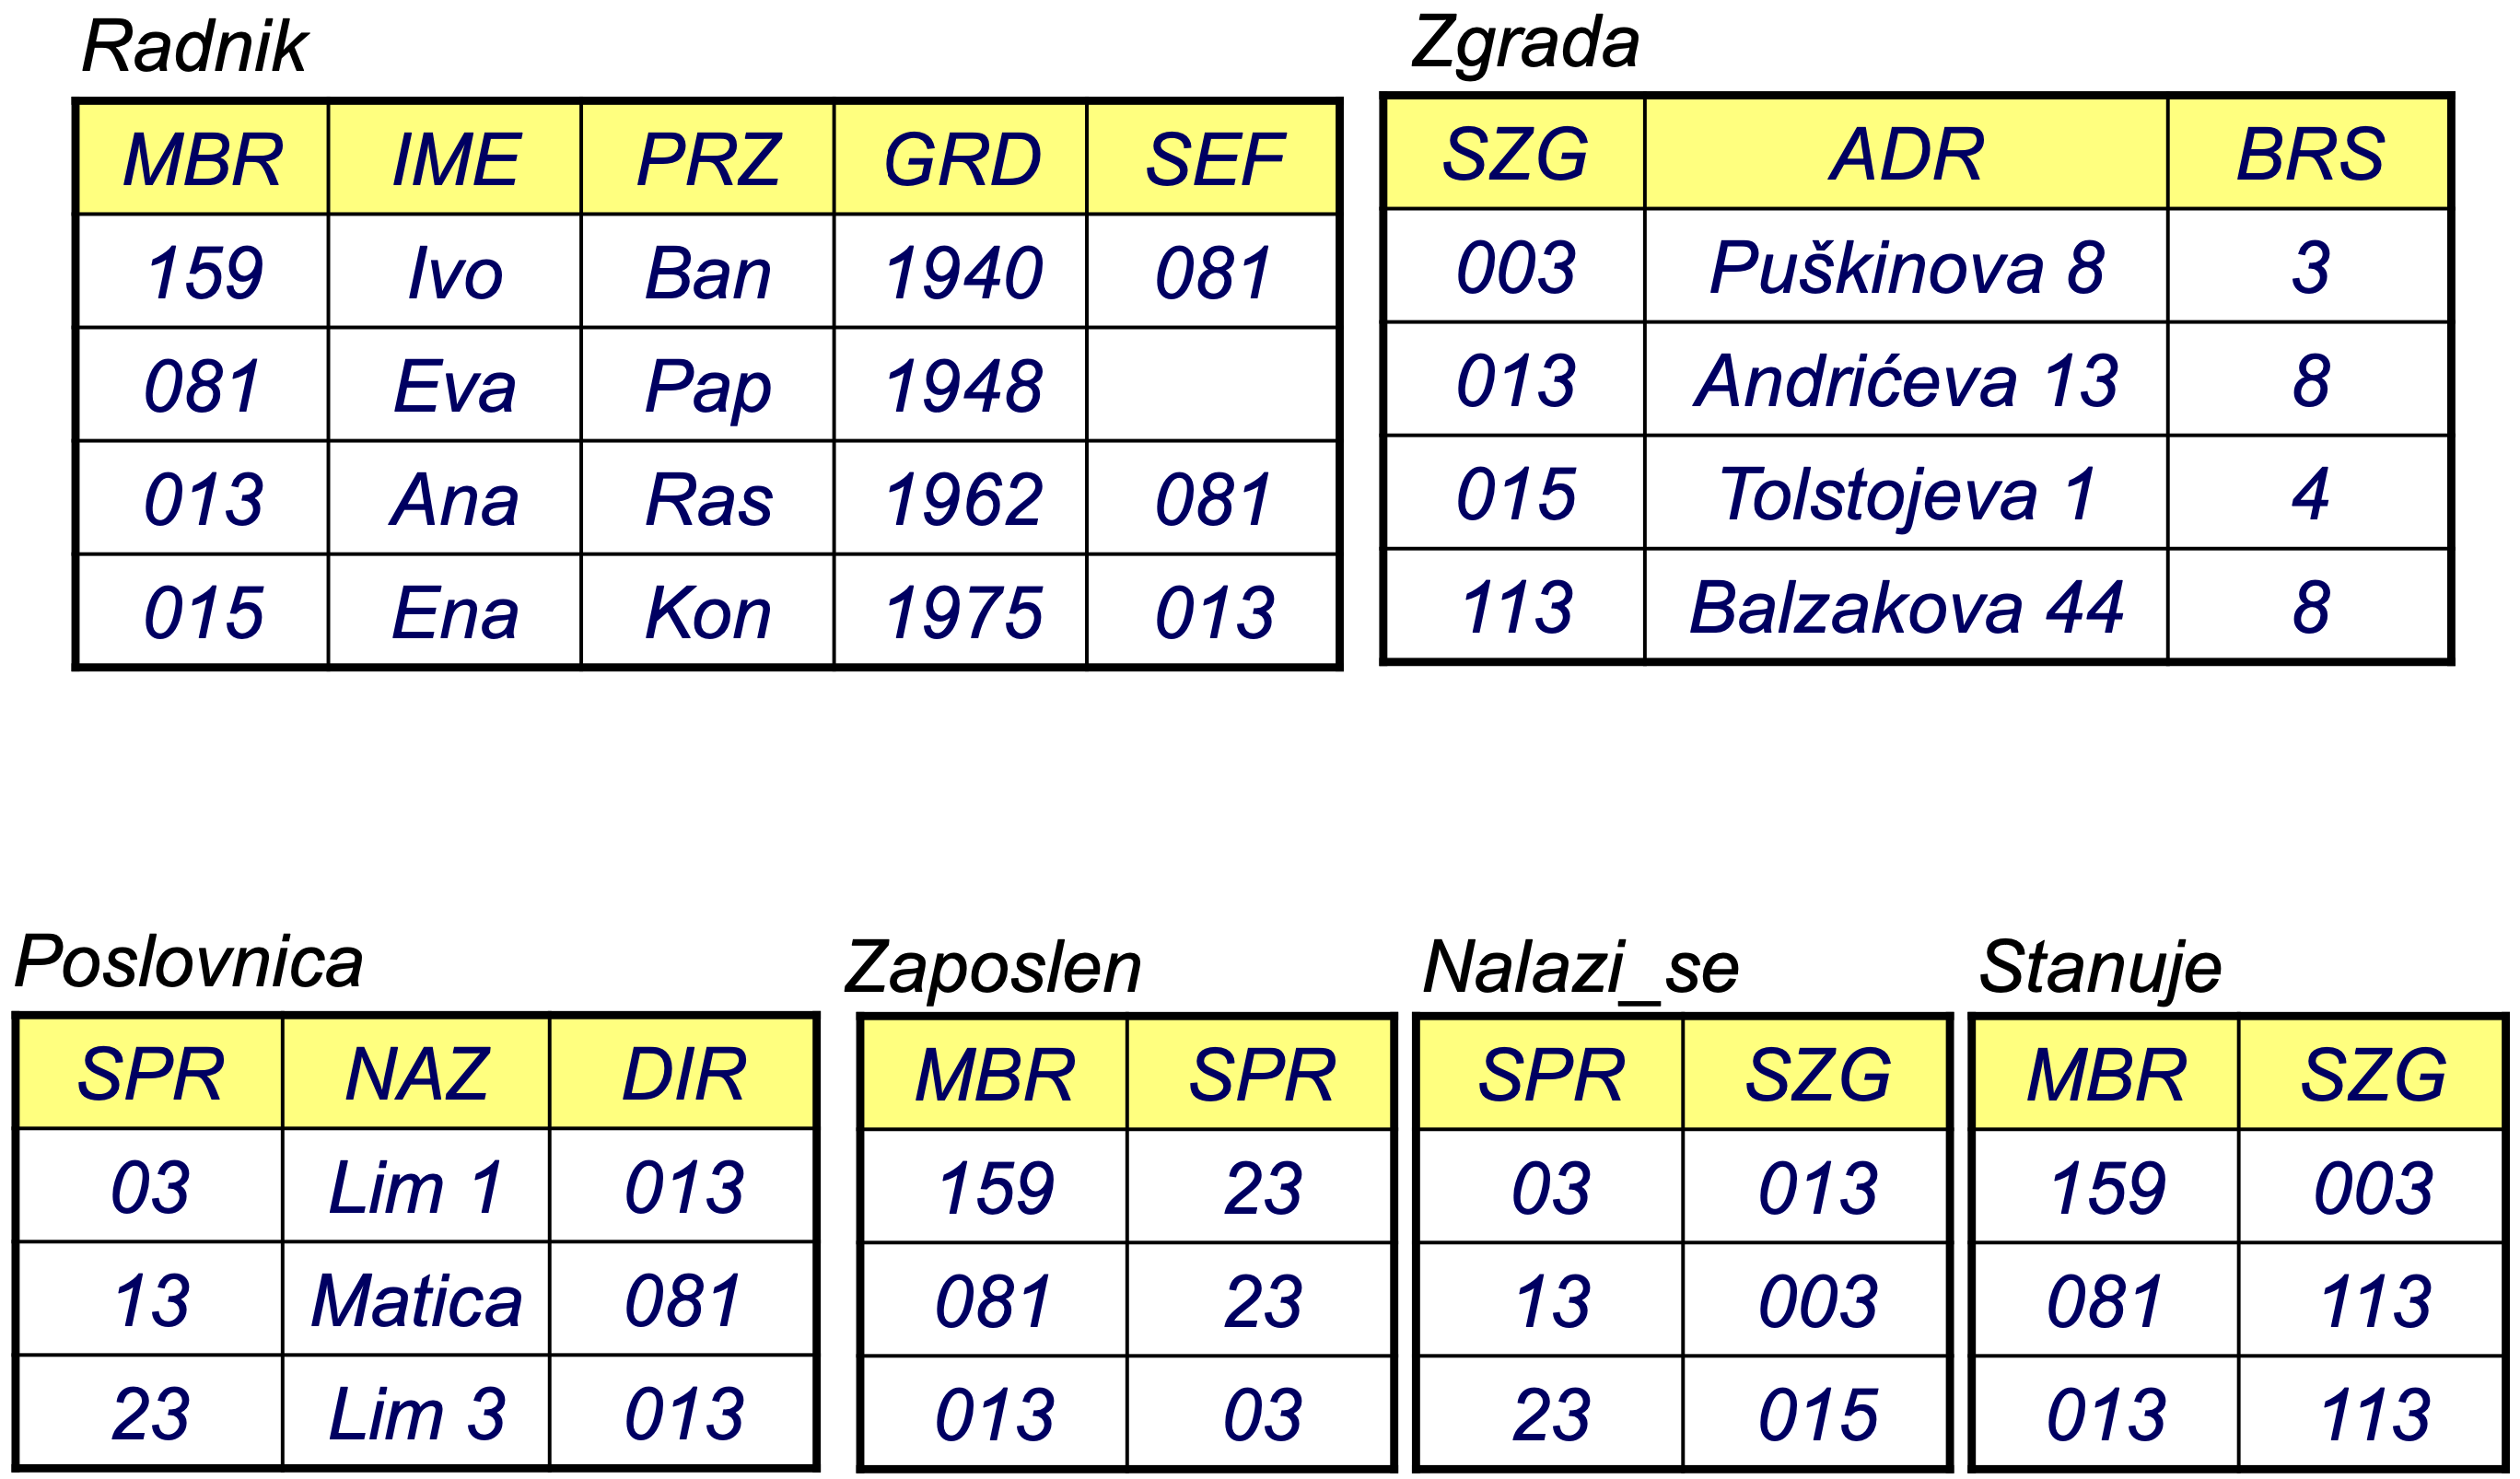 Radnik
MBR IME PRZ GRD SEF
159 Ivo Ban 1940 081
081 Eva Pap 1948
013 Ana Ras 1962 081
015 Ena Kon 1975 013
Zgrada
SZG ADR BRS
003 Puškinova 8 3
013 Andrićeva 13 8
015 Tolstojeva 1 4
113 Balzakova 44 8
Poslovnica
SPR NAZ DIR
03 Lim 1 013
13 Matica 081
23 Lim 3 013
Zaposlen
MBR SPR
159 23
081 23
013 03
Nalazi_se
SPR SZG
03 013
13 003
23 015
Stanuje
MBR SZG
159 003
081 113
013 113